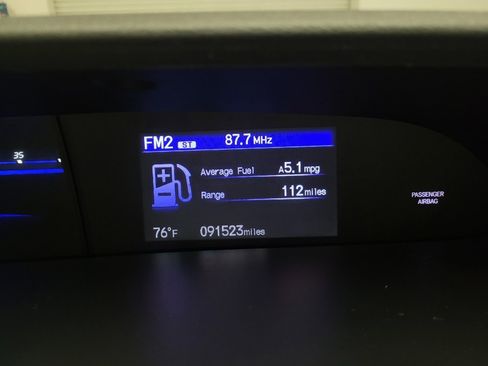 FM2 ST 87.7 MHz
35
Average Fuel A5.1 mpg
Range 112 miles
PASSENGER
AIRBAG
76°F 091523 miles